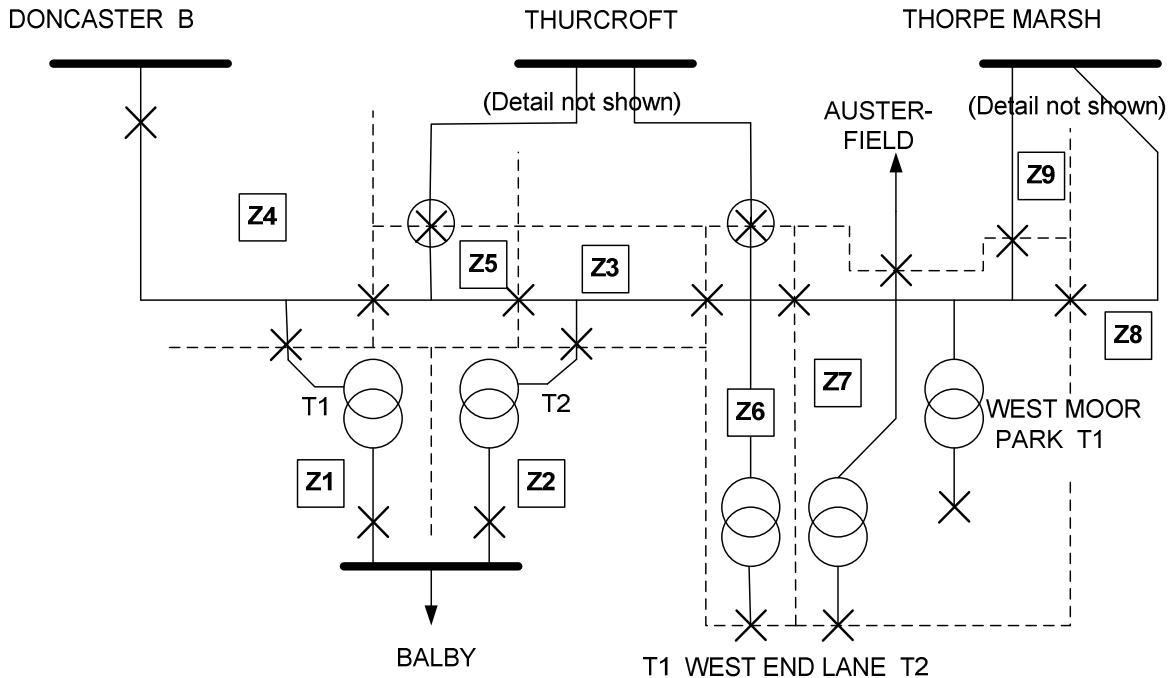 DONCASTER B
THURCROFT
THORPE MARSH
(Detail not shown)
AUSTER-
FIELD
(Detail not shown)
Z4
Z9
Z5
Z3
Z8
T1
T2
Z7
Z6
WEST MOOR
PARK T1
Z1
Z2
BALBY
T1 WEST END LANE T2